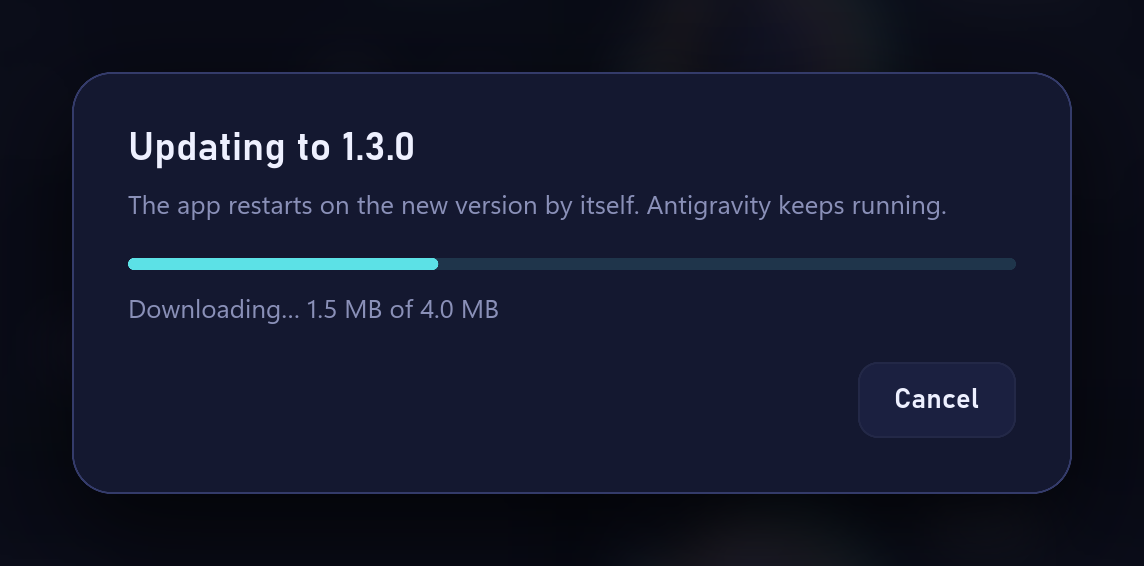 Updating to 1.3.0
The app restarts on the new version by itself. Antigravity keeps running.
Downloading... 1.5 MB of 4.0 MB
Cancel